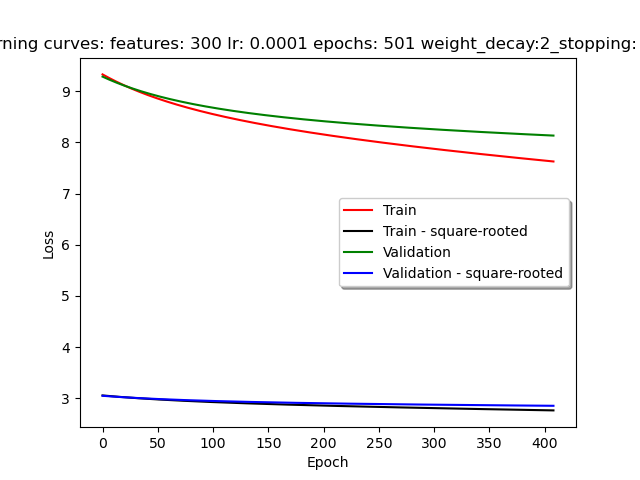 rning curves: features: 300 lr: 0.0001 epochs: 501 weight_decay:2_stopping:
9
8
7
6
5
4
3
Loss
Train
Train - square-rooted
Validation
Validation - square-rooted
0 50 100 150 200 250 300 350 400
Epoch